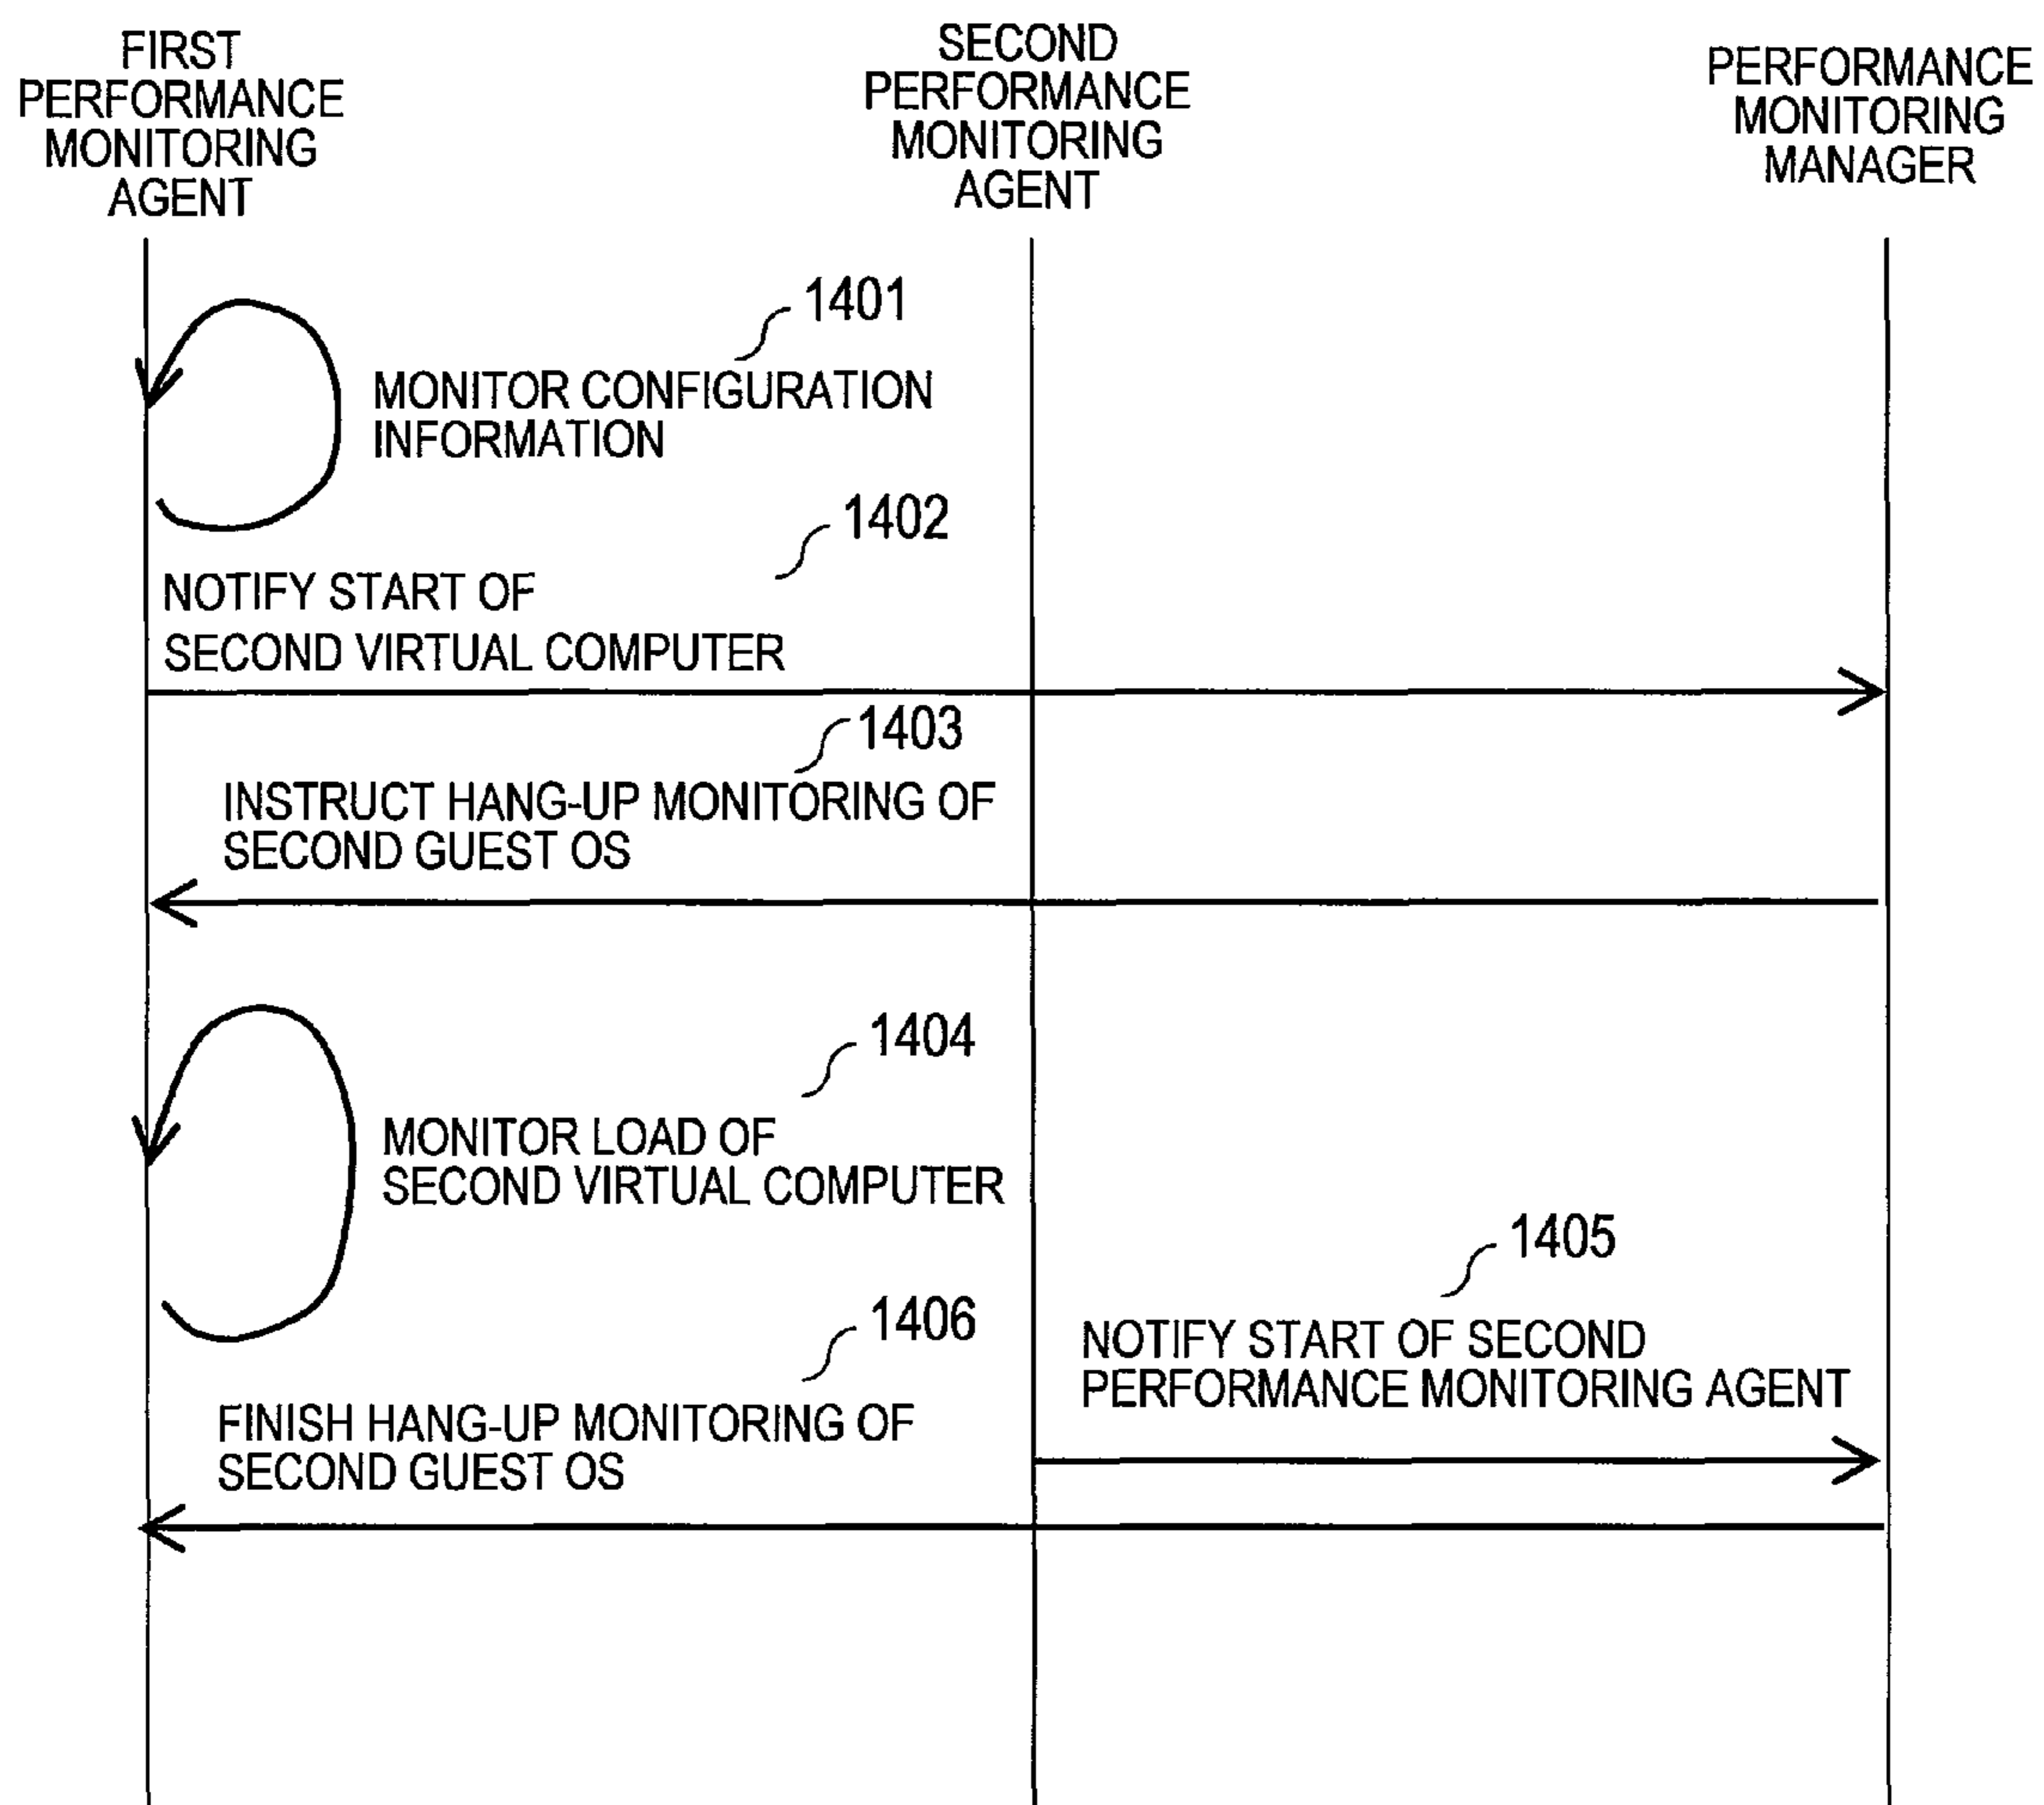 FIRST
PERFORMANCE
MONITORING
AGENT
SECOND
PERFORMANCE
MONITORING
AGENT
PERFORMANCE
MONITORING
MANAGER
1401
MONITOR CONFIGURATION
INFORMATION
1402
NOTIFY START OF
SECOND VIRTUAL COMPUTER
1403
INSTRUCT HANG-UP MONITORING OF
SECOND GUEST OS
1404
MONITOR LOAD OF
SECOND VIRTUAL COMPUTER
1405
NOTIFY START OF SECOND
PERFORMANCE MONITORING AGENT
1406
FINISH HANG-UP MONITORING OF
SECOND GUEST OS